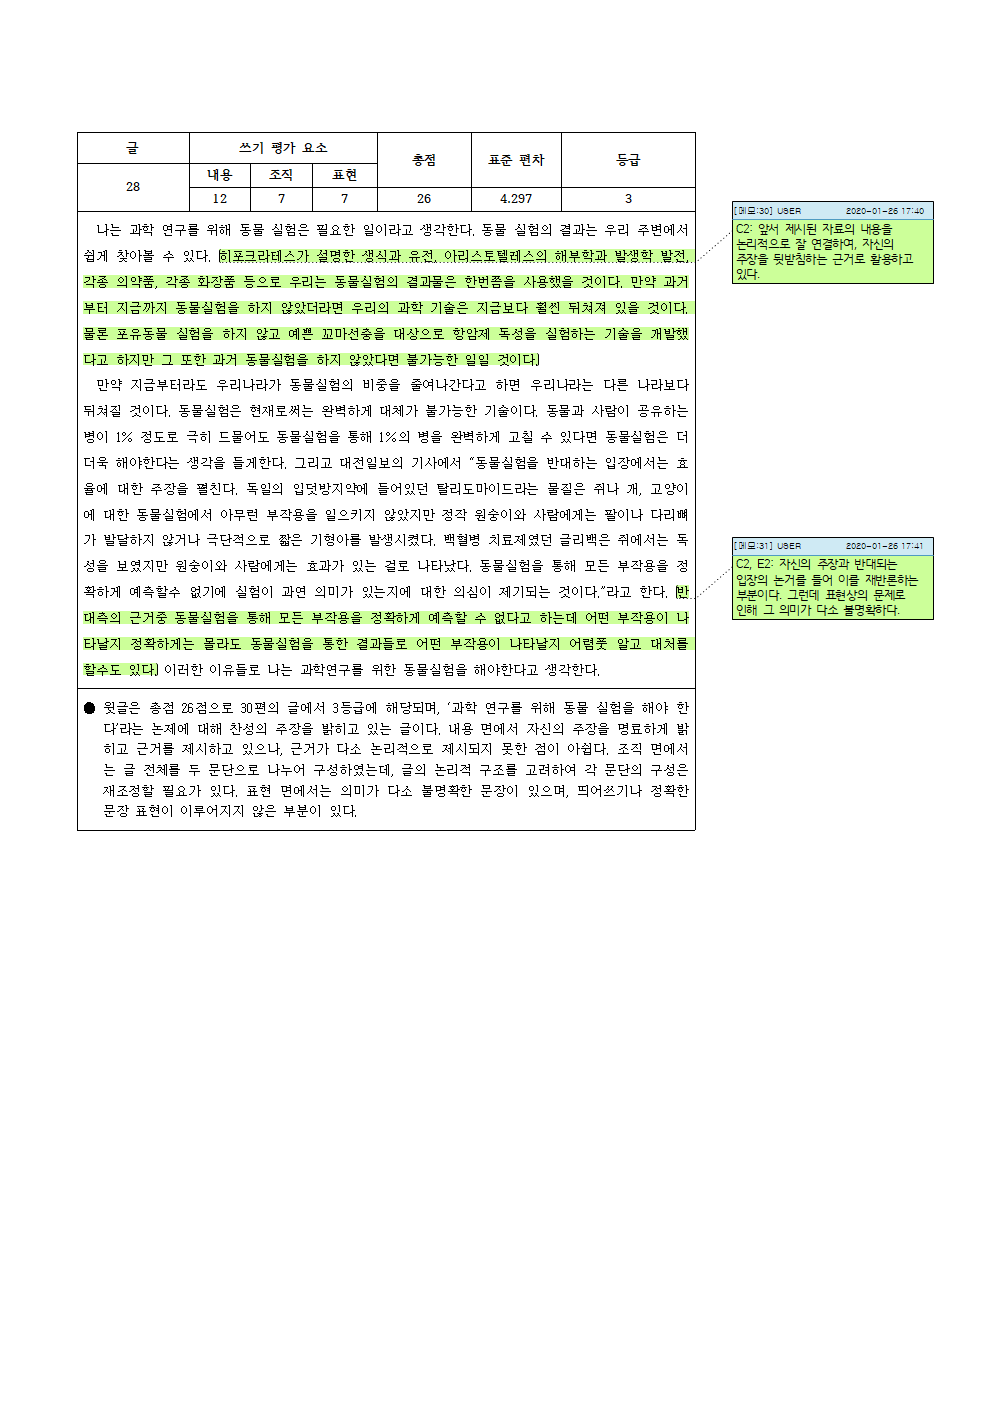 글
쓰기 평가 요소
총점
표준 편차
등급
내용
조직
표현
28
12
7
7
26
4.297
3
나는 과학 연구를 위해 동물 실험은 필요한 일이라고 생각한다. 동물 실험의 결과는 우리 주변에서
쉽게 찾아볼 수 있다. [히포크라테스가 설명한 생식과 유전, 아리스토텔레스의 해부학과 발생학 발전,
각종 의약품, 각종 화장품 등으로 우리는 동물실험의 결과물은 한번쯤을 사용했을 것이다. 만약 과거
부터 지금까지 동물실험을 하지 않았더라면 우리의 과학 기술은 지금보다 훨씬 뒤쳐져 있을 것이다.
물론 포유동물 실험을 하지 않고 예쁜 꼬마선충을 대상으로 항암제 독성을 실험하는 기술을 개발했
다고 하지만 그 또한 과거 동물실험을 하지 않았다면 불가능한 일일 것이다.]
만약 지금부터라도 우리나라가 동물실험의 비중을 줄여나간다고 하면 우리나라는 다른 나라보다
뒤쳐질 것이다. 동물실험은 현재로써는 완벽하게 대체가 불가능한 기술이다. 동물과 사람이 공유하는
병이 1% 정도로 극히 드물어도 동물실험을 통해 1%의 병을 완벽하게 고칠 수 있다면 동물실험은 더
더욱 해야한다는 생각을 들게한다. 그리고 대전일보의 기사에서 “동물실험을 반대하는 입장에서는 효
율에 대한 주장을 펼친다. 독일의 입덧방지약에 들어있던 탈리도마이드라는 물질은 쥐나 개, 고양이
에 대한 동물실험에서 아무런 부작용을 일으키지 않았지만 정작 원숭이와 사람에게는 팔이나 다리뼈
가 발달하지 않거나 극단적으로 짧은 기형아를 발생시켰다. 백혈병 치료제였던 글리백은 쥐에서는 독
성을 보였지만 원숭이와 사람에게는 효과가 있는 걸로 나타났다. 동물실험을 통해 모든 부작용을 정
확하게 예측할수 없기에 실험이 과연 의미가 있는지에 대한 의심이 제기되는 것이다.”라고 한다. [반
대측의 근거중 동물실험을 통해 모든 부작용을 정확하게 예측할 수 없다고 하는데 어떤 부작용이 나
타날지 정확하게는 몰라도 동물실험을 통한 결과들로 어떤 부작용이 나타날지 어렴풋 알고 대처를
할수도 있다.] 이러한 이유들로 나는 과학연구를 위한 동물실험을 해야한다고 생각한다.
● 윗글은 총점 26점으로 30편의 글에서 3등급에 해당되며, ‘과학 연구를 위해 동물 실험을 해야 한
다’라는 논제에 대해 찬성의 주장을 밝히고 있는 글이다. 내용 면에서 자신의 주장을 명료하게 밝
히고 근거를 제시하고 있으나, 근거가 다소 논리적으로 제시되지 못한 점이 아쉽다. 조직 면에서
는 글 전체를 두 문단으로 나누어 구성하였는데, 글의 논리적 구조를 고려하여 각 문단의 구성은
재조정할 필요가 있다. 표현 면에서는 의미가 다소 불명확한 문장이 있으며, 띄어쓰기나 정확한
문장 표현이 이루어지지 않은 부분이 있다.
[메모:30] USER 2020-01-26 17:40
C2: 앞서 제시된 자료의 내용을
논리적으로 잘 연결하여, 자신의
주장을 뒷받침하는 근거로 활용하고
있다.
[메모:31] USER 2020-01-26 17:41
C2, E2: 자신의 주장과 반대되는
입장의 논거를 들어 이를 재반론하는
부분이다. 그런데 표현상의 문제로
인해 그 의미가 다소 불명확하다.